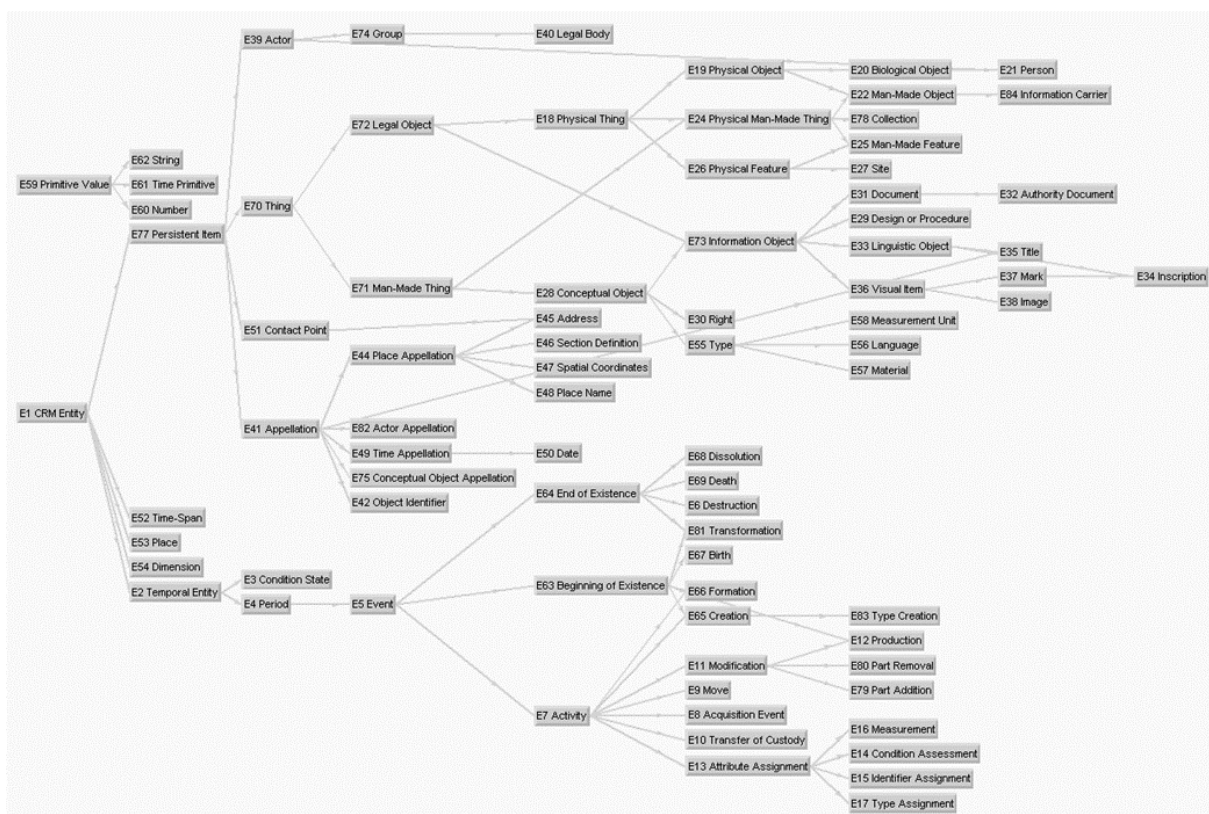 E39 Actor
E74 Group
E40 Legal Body
E19 Physical Object
E20 Biological Object
E21 Person
E22 Man-Made Object
E84 Information Carrier
E72 Legal Object
E18 Physical Thing
E24 Physical Man-Made Thing
E78 Collection
E25 Man-Made Feature
E62 String
E26 Physical Feature
E27 Site
E59 Primitive Value
E61 Time Primitive
E31 Document
E32 Authority Document
E60 Number
E70 Thing
E29 Design or Procedure
E77 Persistent Item
E73 Information Object
E33 Linguistic Object
E35 Title
E37 Mark
E34 Inscription
E71 Man-Made Thing
E28 Conceptual Object
E36 Visual Item
E38 Image
E51 Contact Point
E45 Address
E30 Right
E58 Measurement Unit
E46 Section Definition
E55 Type
E56 Language
E44 Place Appellation
E47 Spatial Coordinates
E57 Material
E48 Place Name
E1 CRM Entity
E41 Appellation
E82 Actor Appellation
E49 Time Appellation
E50 Date
E68 Dissolution
E75 Conceptual Object Appellation
E69 Death
E42 Object Identifier
E64 End of Existence
E6 Destruction
E52 Time-Span
E81 Transformation
E53 Place
E67 Birth
E54 Dimension
E3 Condition State
E63 Beginning of Existence
E2 Temporal Entity
E66 Formation
E4 Period
E5 Event
E65 Creation
E83 Type Creation
E12 Production
E11 Modification
E80 Part Removal
E9 Move
E79 Part Addition
E7 Activity
E8 Acquisition Event
E16 Measurement
E10 Transfer of Custody
E14 Condition Assessment
E13 Attribute Assignment
E15 Identifier Assignment
E17 Type Assignment